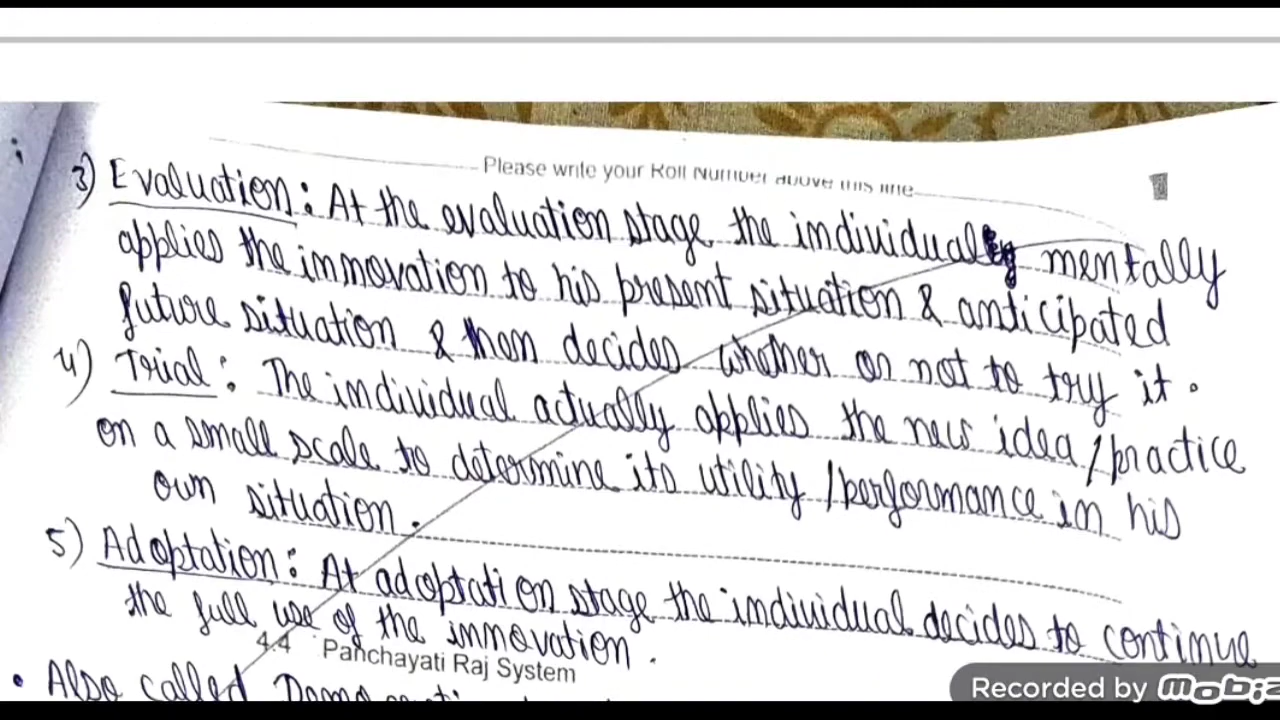 Please write your Roll Number above this line
3) Evaluation: At the evaluation stage the individual mentally
applies the innovation to his present situation & anticipated
future situation & then decides whether or not to try it.
4) Trial: The individual actually applies the new idea/practice
on a small scale to determine its utility/performance in his
own situation.
5) Adoptation: At adoptation stage the individual decides to continue
the full use of the innovation.
4.4 Panchayati Raj System
• Also called
Recorded by